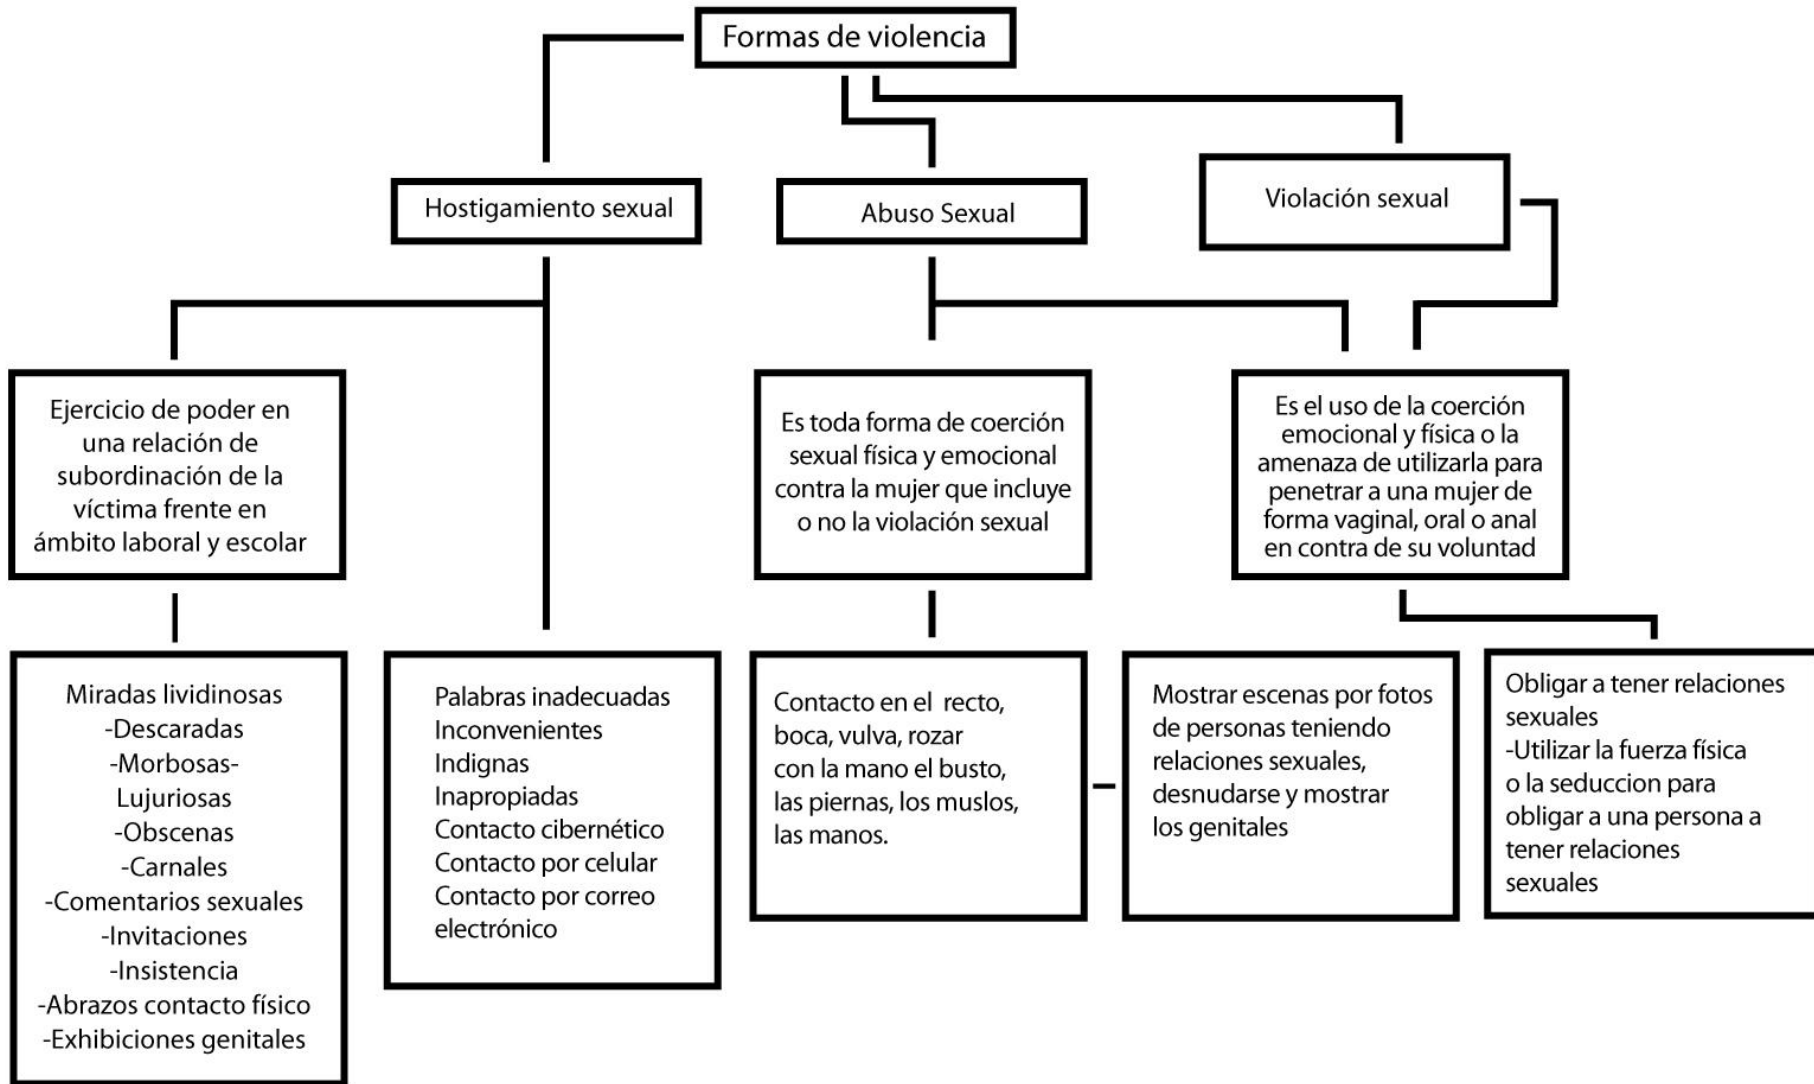 Formas de violencia
Hostigamiento sexual
Abuso Sexual
Violación sexual
Ejercicio de poder en
una relación de
subordinación de la
víctima frente en
ámbito laboral y escolar
Es toda forma de coerción
sexual física y emocional
contra la mujer que incluye
o no la violación sexual
Es el uso de la coerción
emocional y física o la
amenaza de utilizarla para
penetrar a una mujer de
forma vaginal, oral o anal
en contra de su voluntad
Miradas lividinosas
-Descaradas
-Morbosas-
Lujuriosas
-Obscenas
-Carnales
-Comentarios sexuales
-Invitaciones
-Insistencia
-Abrazos contacto físico
-Exhibiciones genitales
Palabras inadecuadas
Inconvenientes
Indignas
Inapropiadas
Contacto cibernético
Contacto por celular
Contacto por correo
electrónico
Contacto en el recto,
boca, vulva, rozar
con la mano el busto,
las piernas, los muslos,
las manos.
Mostrar escenas por fotos
de personas teniendo
relaciones sexuales,
desnudarse y mostrar
los genitales
Obligar a tener relaciones
sexuales
-Utilizar la fuerza física
o la seduccion para
obligar a una persona a
tener relaciones
sexuales